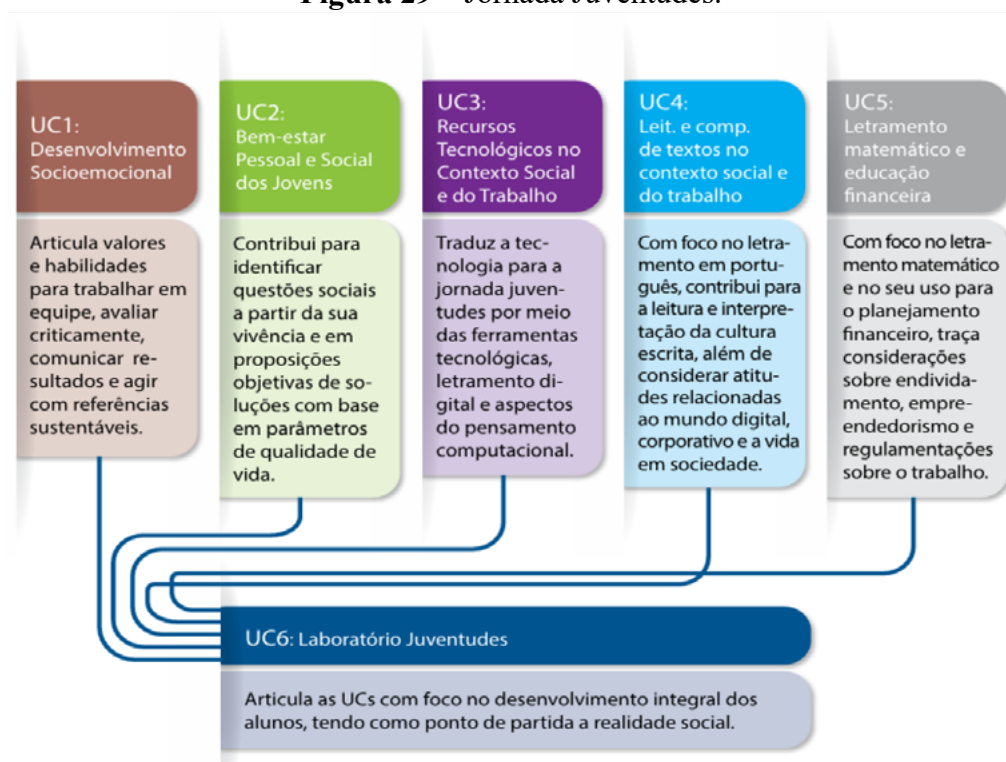 Figura 29 – Jornada Juventudes.
UC1:
Desenvolvimento
Socioemocional
Articula valores
e habilidades
para trabalhar em
equipe, avaliar
criticamente,
comunicar re-
sultados e agir
com referências
sustentáveis.
UC2:
Bem-estar
Pessoal e Social
dos Jovens
Contribui para
identificar
questões sociais
a partir da sua
vivência e em
proposições
objetivas de so-
luções com base
em parâmetros
de qualidade de
vida.
UC3:
Recursos
Tecnológicos no
Contexto Social
e do Trabalho
Traduz a tec-
nologia para a
jornada juven-
tudes por meio
das ferramentas
tecnológicas,
letramento di-
gital e aspectos
do pensamento
computacional.
UC4:
Leit. e comp.
de textos no
contexto social e
do trabalho
Com foco no letra-
mento em portu-
guês, contribui para
a leitura e interpre-
tação da cultura
escrita, além de
considerar atitu-
des relacionadas
ao mundo digital,
corporativo e a vida
em sociedade.
UC5:
Letramento
matemático e
educação
financeira
Com foco no letra-
mento matemático
e no seu uso para
o planejamento
financeiro, traça
considerações
sobre endivida-
mento, empre-
endedorismo e
regulamentações
sobre o trabalho.
UC6: Laboratório Juventudes
Articula as UCs com foco no desenvolvimento integral dos
alunos, tendo como ponto de partida a realidade social.